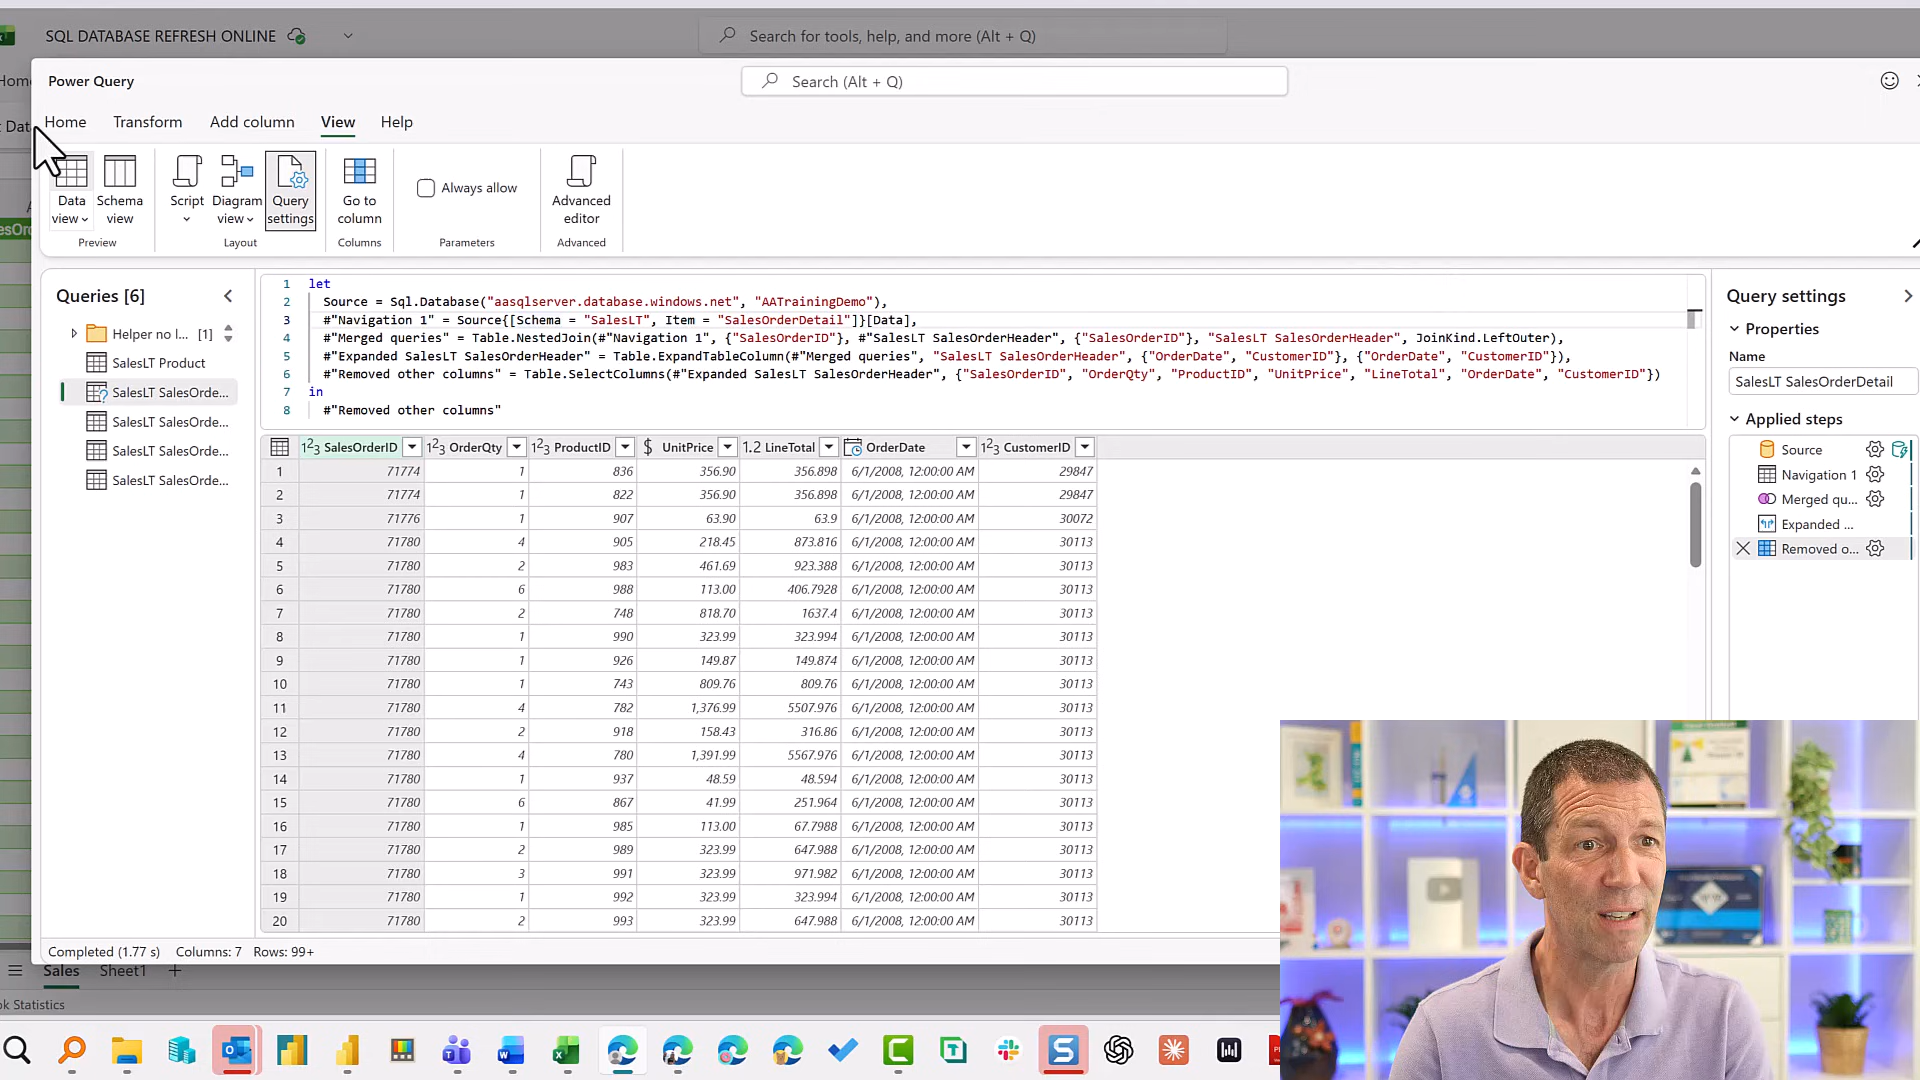 SQL DATABASE REFRESH ONLINE
Search for tools, help, and more (Alt + Q)
Power Query
Search (Alt + Q)
Home Transform Add column View Help
Data view
Schema view
Script
Diagram view
Query settings
Go to column
Always allow
Advanced editor
Preview Layout Columns Parameters Advanced
Queries [6]
Helper no l... [1]
SalesLT Product
SalesLT SalesOrde...
SalesLT SalesOrde...
SalesLT SalesOrde...
SalesLT SalesOrde...
1 let
2 Source = Sql.Database("aasqlserver.database.windows.net", "AATrainingDemo"),
3 #"Navigation 1" = Source{[Schema = "SalesLT", Item = "SalesOrderDetail"]}[Data],
4 #"Merged queries" = Table.NestedJoin(#"Navigation 1", {"SalesOrderID"}, #"SalesLT SalesOrderHeader", {"SalesOrderID"}, "SalesLT SalesOrderHeader", JoinKind.LeftOuter),
5 #"Expanded SalesLT SalesOrderHeader" = Table.ExpandTableColumn(#"Merged queries", "SalesLT SalesOrderHeader", {"OrderDate", "CustomerID"}, {"OrderDate", "CustomerID"}),
6 #"Removed other columns" = Table.SelectColumns(#"Expanded SalesLT SalesOrderHeader", {"SalesOrderID", "OrderQty", "ProductID", "UnitPrice", "LineTotal", "OrderDate", "CustomerID"})
7 in
8 #"Removed other columns"
Query settings
Properties
Name
SalesLT SalesOrderDetail
Applied steps
Source
Navigation 1
Merged qu...
Expanded ...
Removed o...
1²3 SalesOrderID 1²3 OrderQty 1²3 ProductID $ UnitPrice 1.2 LineTotal OrderDate 1²3 CustomerID
1 71774 1 836 356.90 356.898 6/1/2008, 12:00:00 AM 29847
2 71774 1 822 356.90 356.898 6/1/2008, 12:00:00 AM 29847
3 71776 1 907 63.90 63.9 6/1/2008, 12:00:00 AM 30072
4 71780 4 905 218.45 873.816 6/1/2008, 12:00:00 AM 30113
5 71780 2 983 461.69 923.388 6/1/2008, 12:00:00 AM 30113
6 71780 6 988 113.00 406.7928 6/1/2008, 12:00:00 AM 30113
7 71780 2 748 818.70 1637.4 6/1/2008, 12:00:00 AM 30113
8 71780 1 990 323.99 323.994 6/1/2008, 12:00:00 AM 30113
9 71780 1 926 149.87 149.874 6/1/2008, 12:00:00 AM 30113
10 71780 1 743 809.76 809.76 6/1/2008, 12:00:00 AM 30113
11 71780 4 782 1,376.99 5507.976 6/1/2008, 12:00:00 AM 30113
12 71780 2 918 158.43 316.86 6/1/2008, 12:00:00 AM 30113
13 71780 4 780 1,391.99 5567.976 6/1/2008, 12:00:00 AM 30113
14 71780 1 937 48.59 48.594 6/1/2008, 12:00:00 AM 30113
15 71780 6 867 41.99 251.964 6/1/2008, 12:00:00 AM 30113
16 71780 1 985 113.00 67.7988 6/1/2008, 12:00:00 AM 30113
17 71780 2 989 323.99 647.988 6/1/2008, 12:00:00 AM 30113
18 71780 3 991 323.99 971.982 6/1/2008, 12:00:00 AM 30113
19 71780 1 992 323.99 323.994 6/1/2008, 12:00:00 AM 30113
20 71780 2 993 323.99 647.988 6/1/2008, 12:00:00 AM 30113
Completed (1.77 s) Columns: 7 Rows: 99+
Sales Sheet1
ok Statistics